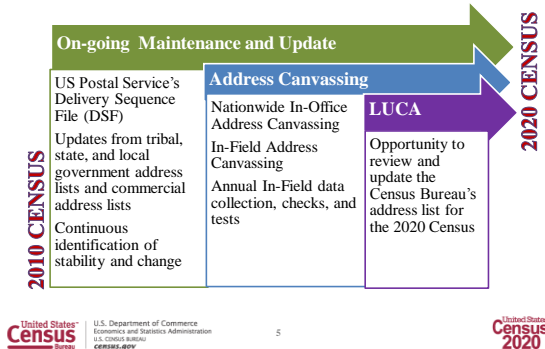 On-going Maintenance and Update
US Postal Service's
Delivery Sequence
File (DSF)
Updates from tribal,
state, and local
government address
lists and commercial
address lists
Continuous
identification of
stability and change
Address Canvassing
Nationwide In-Office
Address Canvassing
In-Field Address
Canvassing
Annual In-Field data
collection, checks, and
tests
LUCA
Opportunity to
review and
update the
Census Bureau's
address list for
the 2020 Census
2010 CENSUS
2020 CENSUS
United States™
Census
Bureau
U.S. Department of Commerce
Economics and Statistics Administration
U.S. CENSUS BUREAU
census.gov
5
United States®
Census
2020